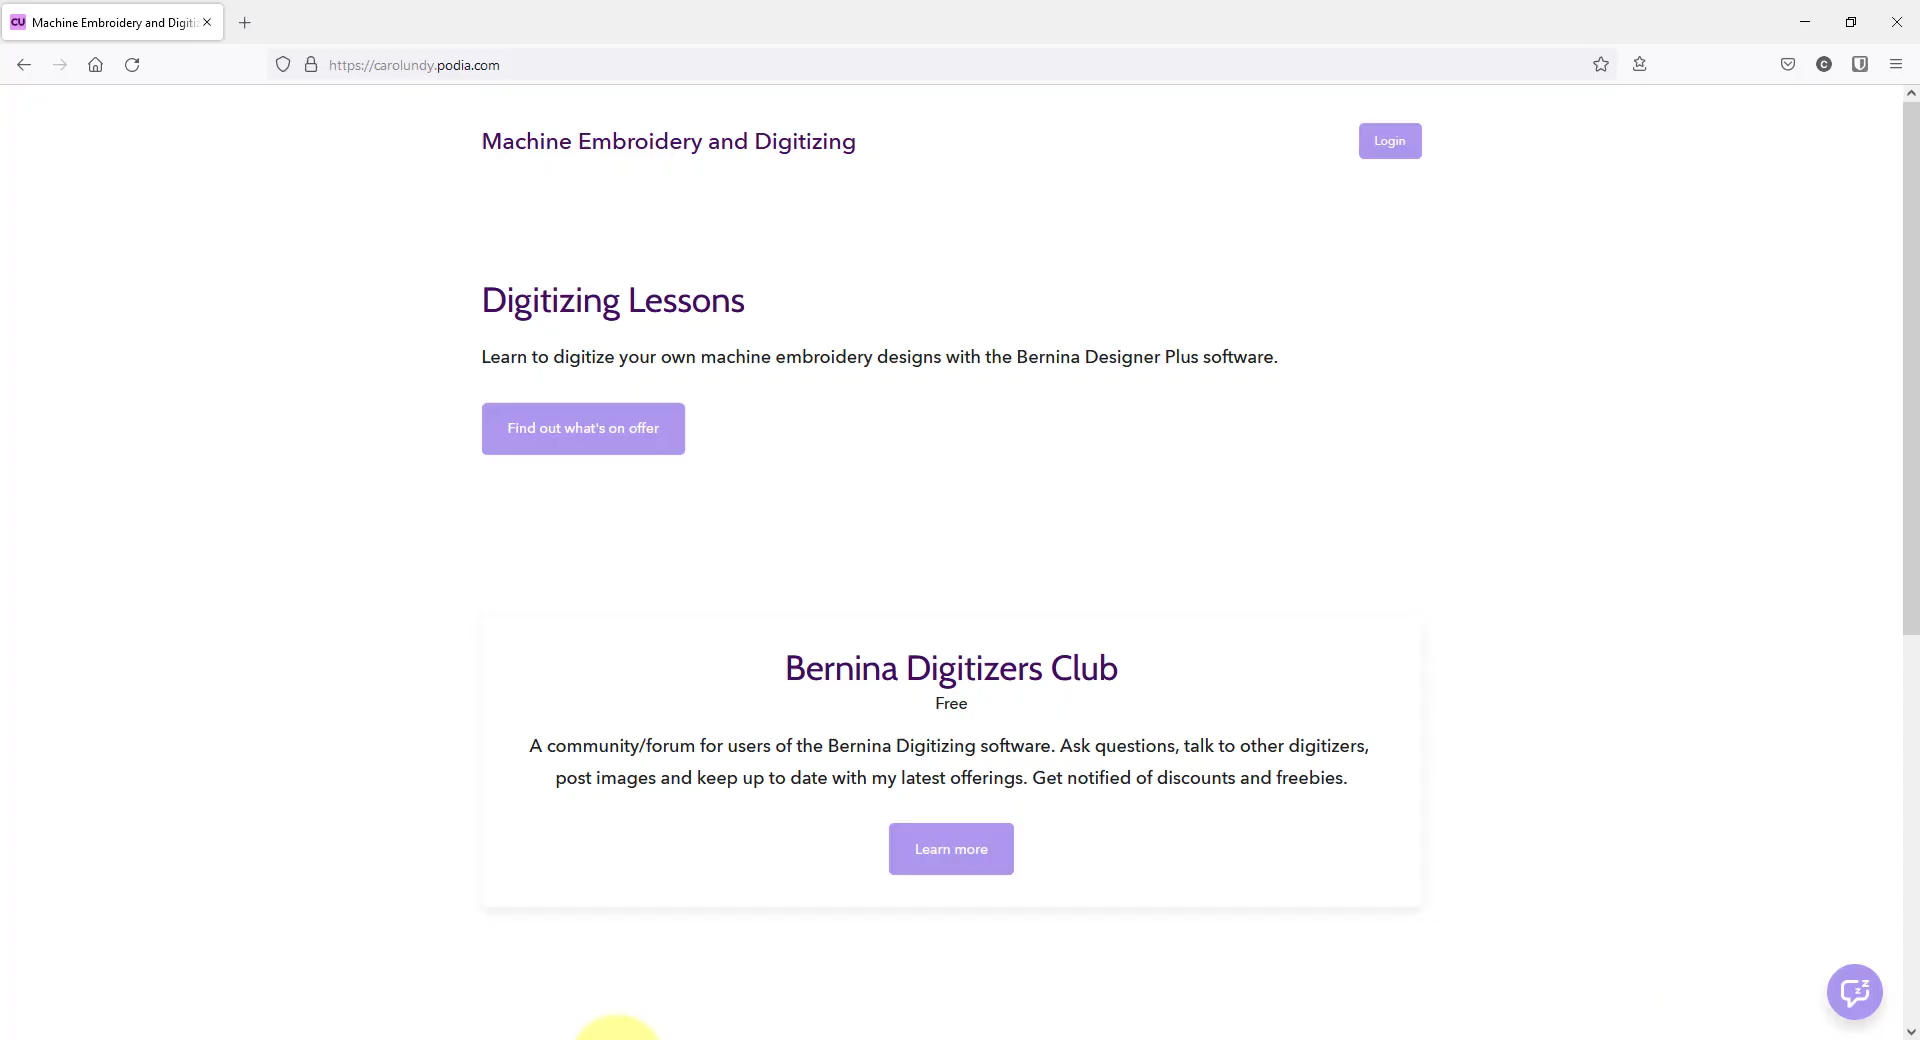 CU Machine Embroidery and Digiti
https://carolundy.podia.com
C
Machine Embroidery and Digitizing
Login
Digitizing Lessons
Learn to digitize your own machine embroidery designs with the Bernina Designer Plus software.
Find out what's on offer
Bernina Digitizers Club
Free
A community/forum for users of the Bernina Digitizing software. Ask questions, talk to other digitizers,
post images and keep up to date with my latest offerings. Get notified of discounts and freebies.
Learn more
z z